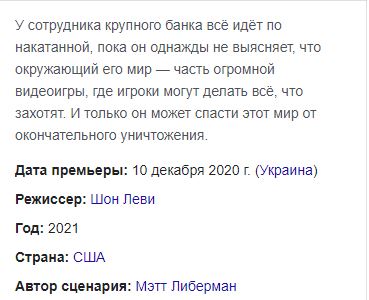 У сотрудника крупного банка всё идёт по
накатанной, пока он однажды не выясняет, что
окружающий его мир — часть огромной
видеоигры, где игроки могут делать всё, что
захотят. И только он может спасти этот мир от
окончательного уничтожения.
Дата премьеры: 10 декабря 2020 г. (Украина)
Режиссер: Шон Леви
Год: 2021
Страна: США
Автор сценария: Мэтт Либерман